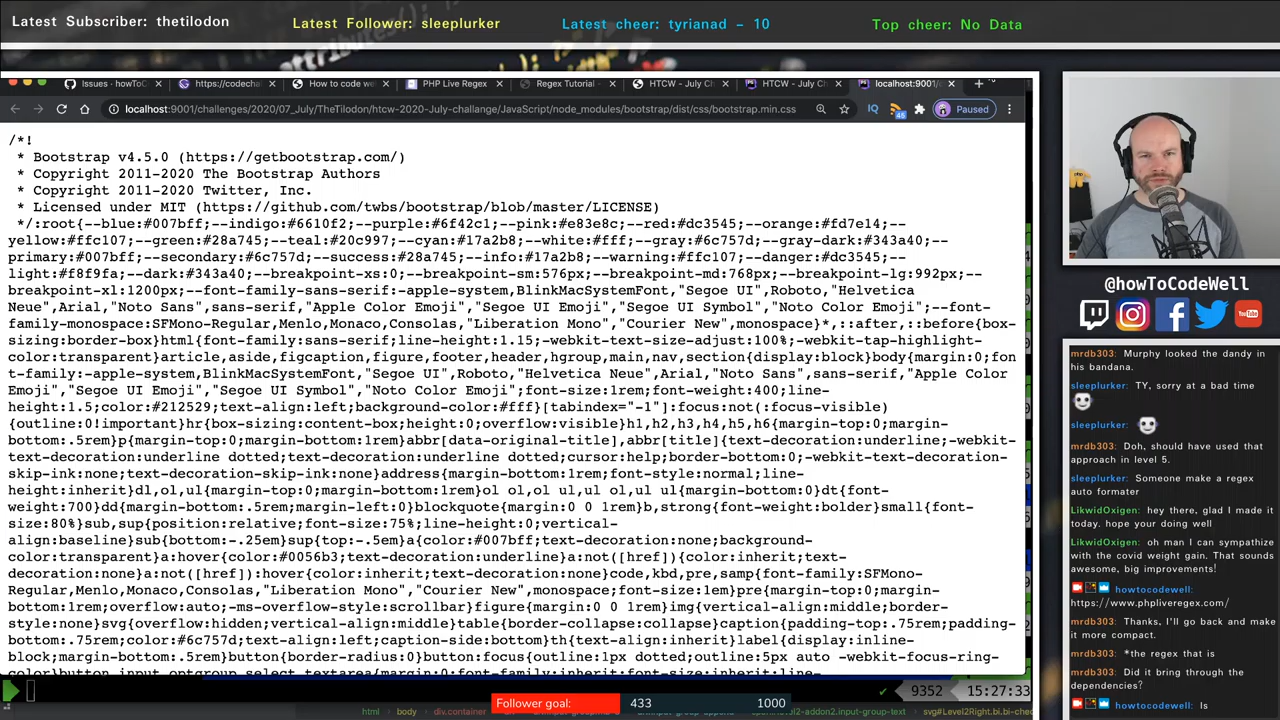 Latest Subscriber: thetilodon
Latest Follower: sleeplurker
Latest cheer: tyrianad - 10
Top cheer: No Data
Issues · howToC
https://codechal
How to code wel
PHP Live Regex
Regex Tutorial -
HTCW - July Ch
HTCW - July Ch
localhost:9001/
localhost:9001/challenges/2020/07_July/TheTilodon/htcw-2020-July-challange/JavaScript/node_modules/bootstrap/dist/css/bootstrap.min.css
IQ
45
Paused
/*!
* Bootstrap v4.5.0 (https://getbootstrap.com/)
* Copyright 2011-2020 The Bootstrap Authors
* Copyright 2011-2020 Twitter, Inc.
* Licensed under MIT (https://github.com/twbs/bootstrap/blob/master/LICENSE)
*/:root{--blue:#007bff;--indigo:#6610f2;--purple:#6f42c1;--pink:#e83e8c;--red:#dc3545;--orange:#fd7e14;--
yellow:#ffc107;--green:#28a745;--teal:#20c997;--cyan:#17a2b8;--white:#fff;--gray:#6c757d;--gray-dark:#343a40;--
primary:#007bff;--secondary:#6c757d;--success:#28a745;--info:#17a2b8;--warning:#ffc107;--danger:#dc3545;--
light:#f8f9fa;--dark:#343a40;--breakpoint-xs:0;--breakpoint-sm:576px;--breakpoint-md:768px;--breakpoint-lg:992px;--
breakpoint-xl:1200px;--font-family-sans-serif:-apple-system,BlinkMacSystemFont,"Segoe UI",Roboto,"Helvetica
Neue",Arial,"Noto Sans",sans-serif,"Apple Color Emoji","Segoe UI Emoji","Segoe UI Symbol","Noto Color Emoji";--font-
family-monospace:SFMono-Regular,Menlo,Monaco,Consolas,"Liberation Mono","Courier New",monospace}*,::after,::before{box-
sizing:border-box}html{font-family:sans-serif;line-height:1.15;-webkit-text-size-adjust:100%;-webkit-tap-highlight-
color:transparent}article,aside,figcaption,figure,footer,header,hgroup,main,nav,section{display:block}body{margin:0;fon
t-family:-apple-system,BlinkMacSystemFont,"Segoe UI",Roboto,"Helvetica Neue",Arial,"Noto Sans",sans-serif,"Apple Color
Emoji","Segoe UI Emoji","Segoe UI Symbol","Noto Color Emoji";font-size:1rem;font-weight:400;line-
height:1.5;color:#212529;text-align:left;background-color:#fff}[tabindex="-1"]:focus:not(:focus-visible)
{outline:0!important}hr{box-sizing:content-box;height:0;overflow:visible}h1,h2,h3,h4,h5,h6{margin-top:0;margin-
bottom:.5rem}p{margin-top:0;margin-bottom:1rem}abbr[data-original-title],abbr[title]{text-decoration:underline;-webkit-
text-decoration:underline dotted;text-decoration:underline dotted;cursor:help;border-bottom:0;-webkit-text-decoration-
skip-ink:none;text-decoration-skip-ink:none}address{margin-bottom:1rem;font-style:normal;line-
height:inherit}dl,ol,ul{margin-top:0;margin-bottom:1rem}ol ol,ol ul,ul ol,ul ul{margin-bottom:0}dt{font-
weight:700}dd{margin-bottom:.5rem;margin-left:0}blockquote{margin:0 0 1rem}b,strong{font-weight:bolder}small{font-
size:80%}sub,sup{position:relative;font-size:75%;line-height:0;vertical-
align:baseline}sub{bottom:-.25em}sup{top:-.5em}a{color:#007bff;text-decoration:none;background-
color:transparent}a:hover{color:#0056b3;text-decoration:underline}a:not([href]){color:inherit;text-
decoration:none}a:not([href]):hover{color:inherit;text-decoration:none}code,kbd,pre,samp{font-family:SFMono-
Regular,Menlo,Monaco,Consolas,"Liberation Mono","Courier New",monospace;font-size:1em}pre{margin-top:0;margin-
bottom:1rem;overflow:auto;-ms-overflow-style:scrollbar}figure{margin:0 0 1rem}img{vertical-align:middle;border-
style:none}svg{overflow:hidden;vertical-align:middle}table{border-collapse:collapse}caption{padding-top:.75rem;padding-
bottom:.75rem;color:#6c757d;text-align:left;caption-side:bottom}th{text-align:inherit}label{display:inline-
block;margin-bottom:.5rem}button{border-radius:0}button:focus{outline:1px dotted;outline:5px auto -webkit-focus-ring-
9352
15:27:33
Follower goal:
433
1000
html
body
div.container
@howToCodeWell
You Tube
mrdb303: Murphy looked the dandy in
his bandana.
sleeplurker: TY, sorry at a bad time
sleeplurker:
mrdb303: Doh, should have used that
approach in level 5.
sleeplurker: Someone make a regex
auto formater
LikwidOxigen: hey there, glad I made it
today. hope your doing well
LikwidOxigen: oh man I can sympathize
with the covid weight gain. That sounds
awesome, big improvements!
howtocodewell:
https://www.phpliveregex.com/
mrdb303: Thanks, I'll go back and make
it more compact.
mrdb303: *the regex that is
mrdb303: Did it bring through the
dependencies?
howtocodewell: Is